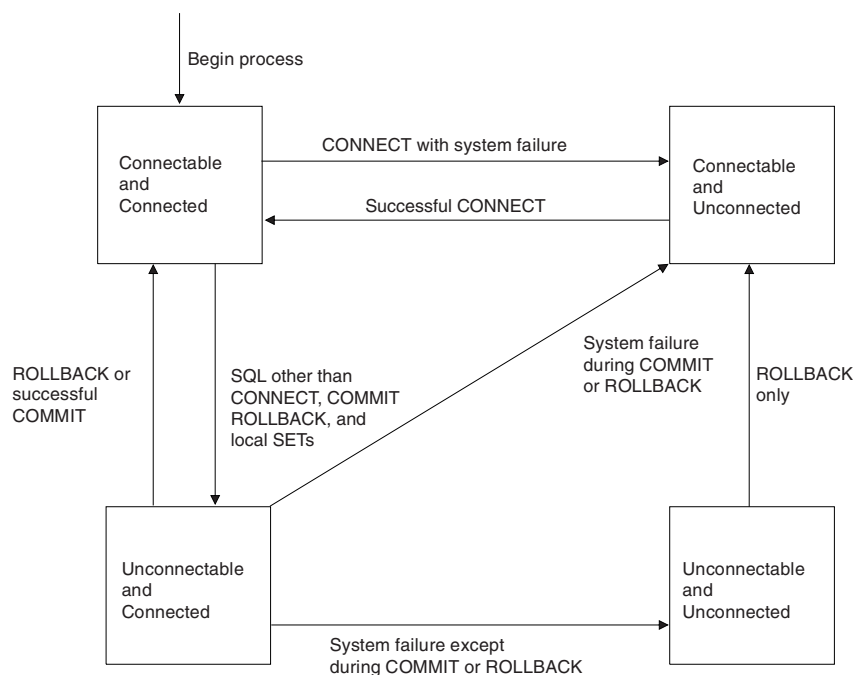 Begin process
Connectable
and
Connected
CONNECT with system failure
Successful CONNECT
Connectable
and
Unconnected
ROLLBACK or
successful
COMMIT
SQL other than
CONNECT, COMMIT
ROLLBACK, and
local SETs
System failure
during COMMIT
or ROLLBACK
ROLLBACK
only
Unconnectable
and
Connected
System failure except
during COMMIT or ROLLBACK
Unconnectable
and
Unconnected